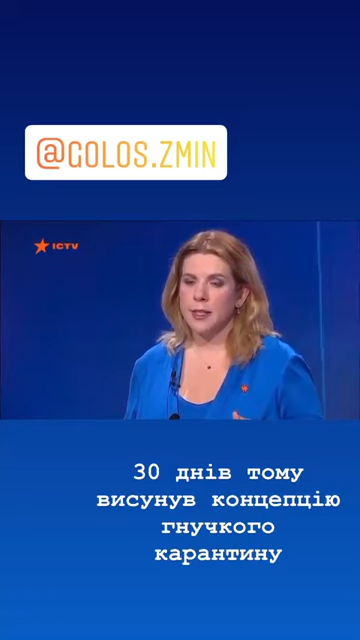 @GOLOS.ZMIN
ICTV
30 днів тому
висунув концепцію
гнучкого
карантину